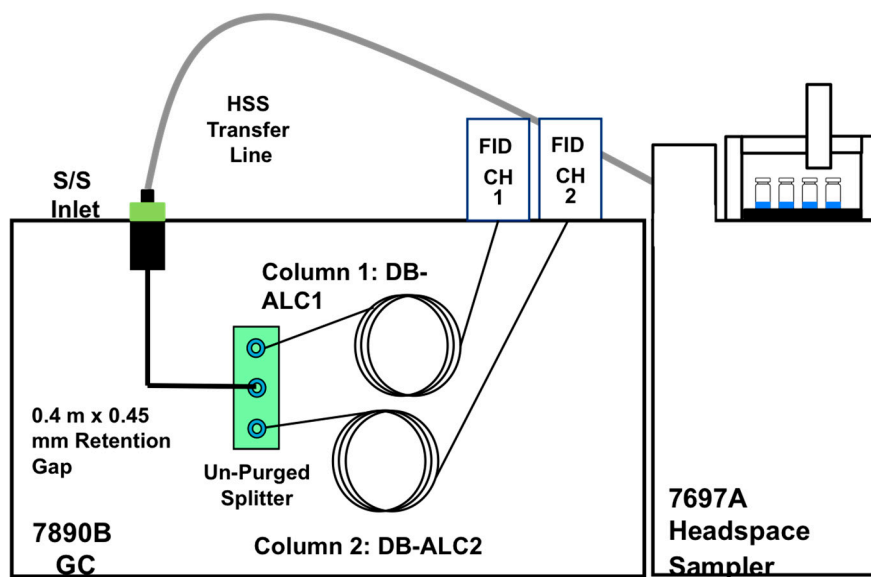 HSS
Transfer
Line
S/S
Inlet
FID
CH
1
FID
CH
2
Column 1: DB-
ALC1
0.4 m x 0.45
mm Retention
Gap
Un-Purged
Splitter
Column 2: DB-ALC2
7890B
GC
7697A
Headspace
Sampler